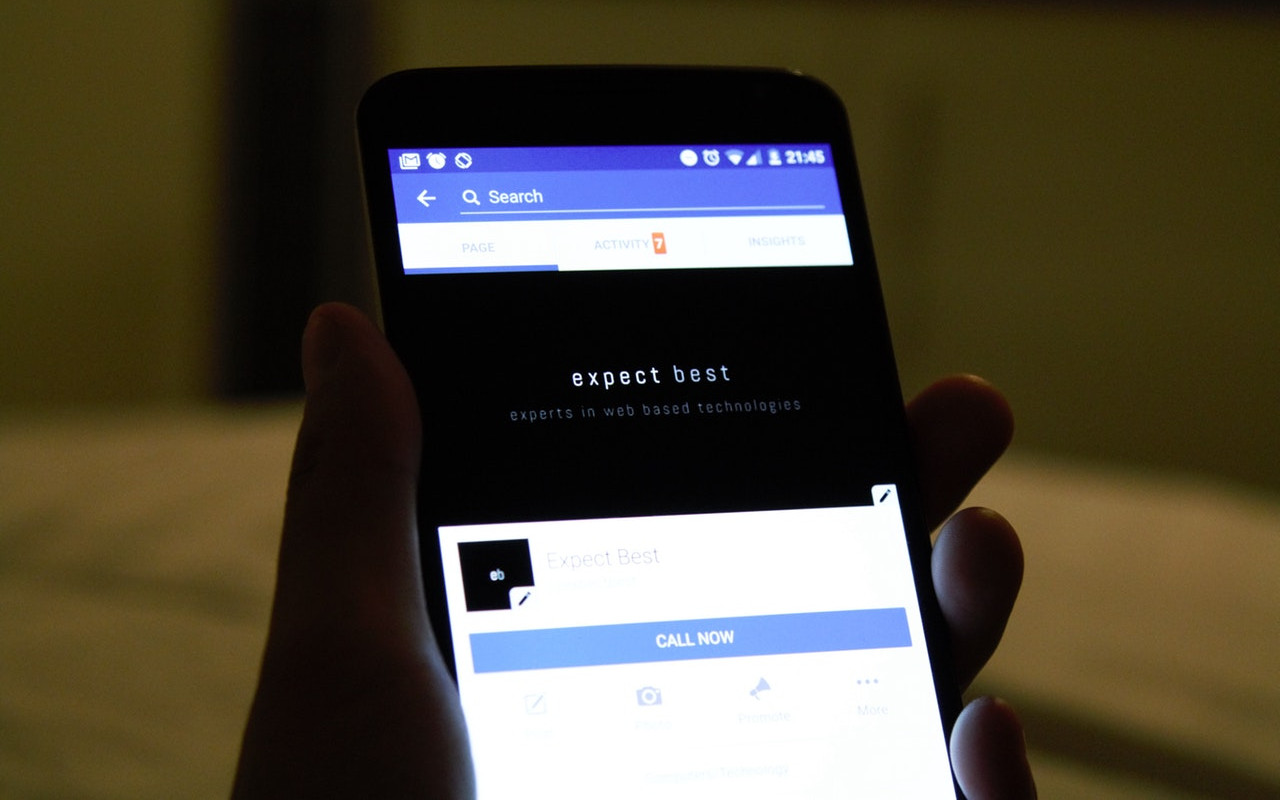 21:45
Search
PAGE ACTIVITY 7 INSIGHTS
expect best
experts in web based technologies
eb
Expect Best
CALL NOW
Promote More